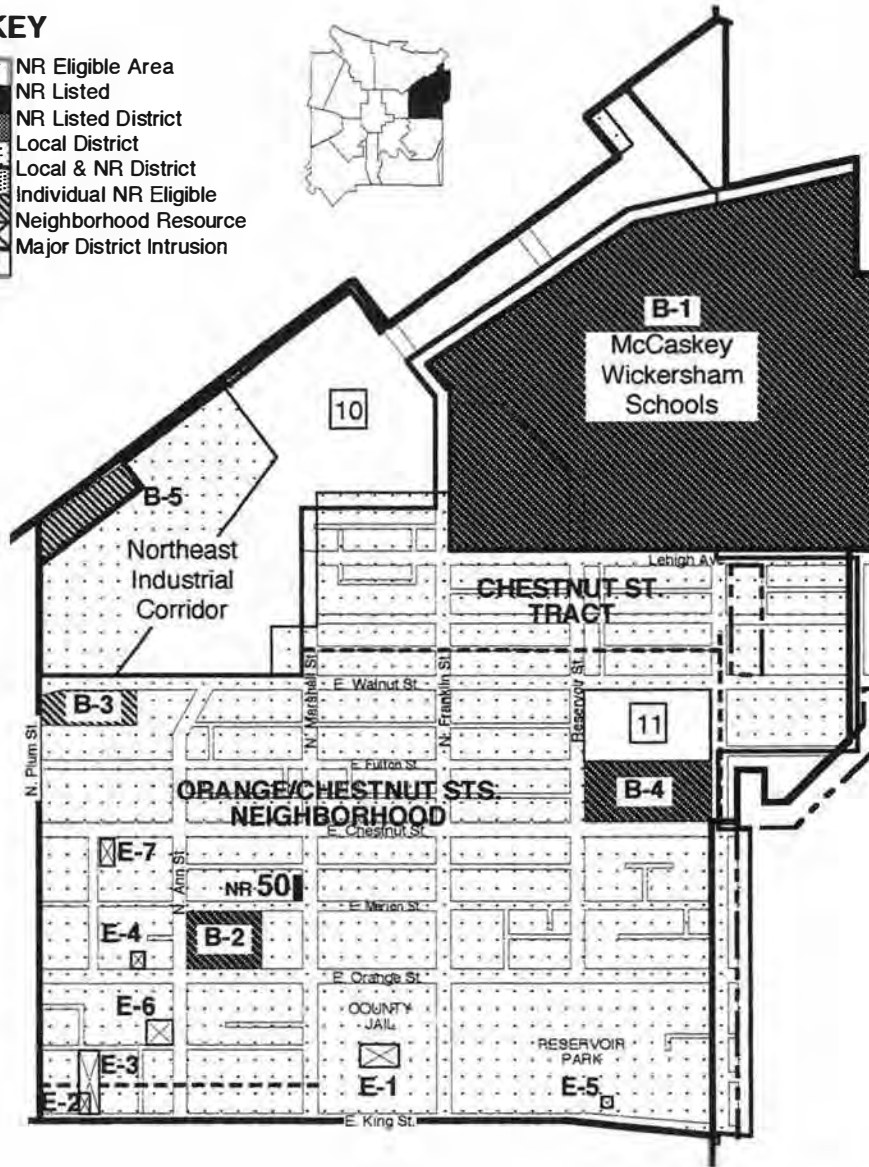 KEY
NR Eligible Area
NR Listed
NR Listed District
Local District
Local & NR District
Individual NR Eligible
Neighborhood Resource
Major District Intrusion
B-1
McCaskey
Wickersham
Schools
10
B-5
Northeast
Industrial
Corridor
Lehigh Ave
CHESTNUT ST.
TRACT
N. Marshall St
N. Franklin St.
Reservoir St.
E. Walnut St.
B-3
11
N. Plum St.
E. Fulton St.
ORANGE/CHESTNUT STS.
NEIGHBORHOOD
B-4
E. Chestnut St.
E-7
N. Ann St
NR 50
E. Marion St.
E-4
B-2
E. Orange St.
COUNTY
JAIL
E-6
RESERVOIR
PARK
E-3
E-1
E-5
E-2
E. King St.